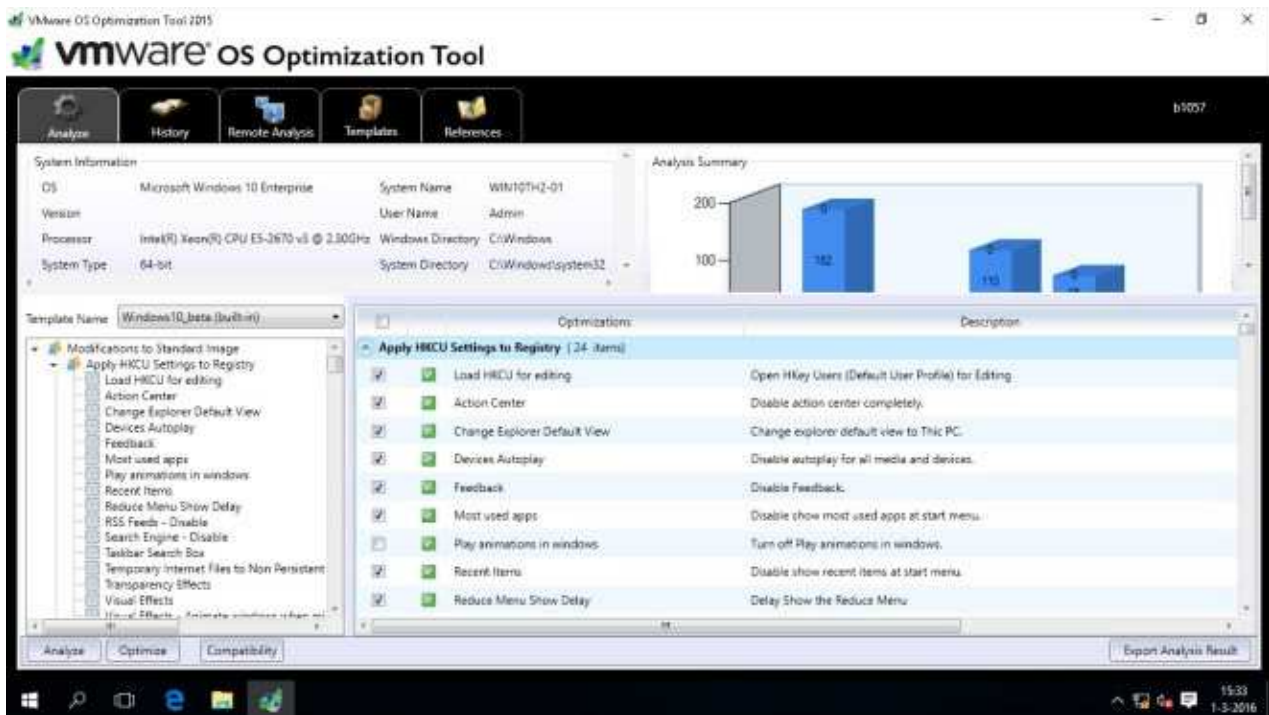 VMware OS Optimization Tool 2015
vmware OS Optimization Tool
Analyze History Remote Analysis Templates References b1057
System Information
OS Microsoft Windows 10 Enterprise System Name WIN10TH2-01
Version User Name Admin
Processor Intel(R) Xeon(R) CPU E5-2670 v3 @ 2.30GHz Windows Directory C:\Windows
System Type 64-bit System Directory C:\Windows\system32
Analysis Summary
200
100
0 0 0
182 110
Template Name Windows10_beta (built-in)
Modifications to Standard Image
Apply HKCU Settings to Registry
Load HKCU for editing
Action Center
Change Explorer Default View
Devices Autoplay
Feedback
Most used apps
Play animations in windows
Recent Items
Reduce Menu Show Delay
RSS Feeds - Disable
Search Engine - Disable
Taskbar Search Box
Temporary Internet Files to Non Persistent
Transparency Effects
Visual Effects
Visual Effects - Animate windows when mi
Optimizations Description
Apply HKCU Settings to Registry (24 items)
Load HKCU for editing Open HKey Users (Default User Profile) for Editing
Action Center Disable action center completely.
Change Explorer Default View Change explorer default view to Thic PC.
Devices Autoplay Disable autoplay for all media and devices.
Feedback Disable Feedback.
Most used apps Disable show most used apps at start menu.
Play animations in windows Turn off Play animations in windows.
Recent Items Disable show recent items at start menu.
Reduce Menu Show Delay Delay Show the Reduce Menu
Analyze Optimize Compatibility Export Analysis Result
15:33
1-3-2016